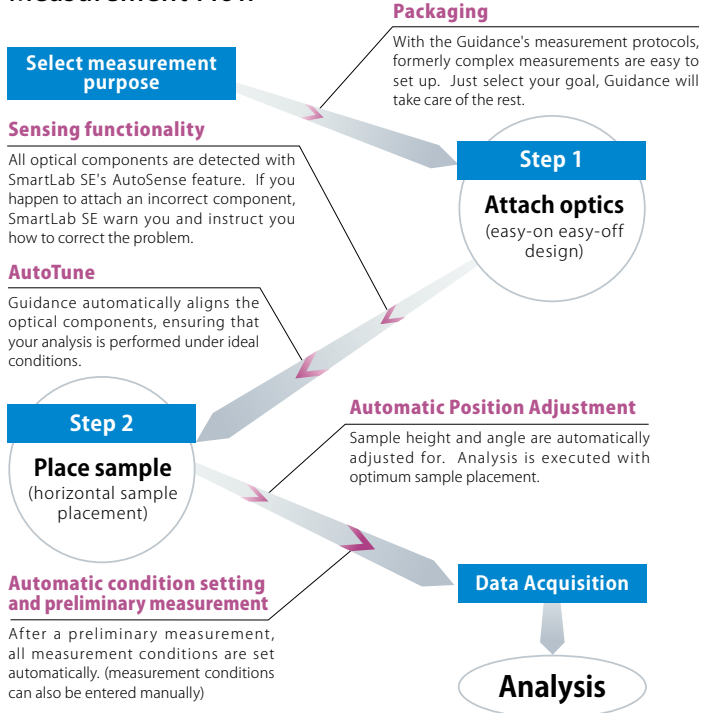 Packaging
With the Guidance's measurement protocols,
formerly complex measurements are easy to
set up. Just select your goal, Guidance will
take care of the rest.
Select measurement
purpose
Sensing functionality
All optical components are detected with
SmartLab SE's AutoSense feature. If you
happen to attach an incorrect component,
SmartLab SE warn you and instruct you
how to correct the problem.
Step 1
Attach optics
(easy-on easy-off
design)
AutoTune
Guidance automatically aligns the
optical components, ensuring that
your analysis is performed under ideal
conditions.
Step 2
Place sample
(horizontal sample
placement)
Automatic Position Adjustment
Sample height and angle are automatically
adjusted for. Analysis is executed with
optimum sample placement.
Automatic condition setting
and preliminary measurement
After a preliminary measurement,
all measurement conditions are set
automatically. (measurement conditions
can also be entered manually)
Data Acquisition
Analysis